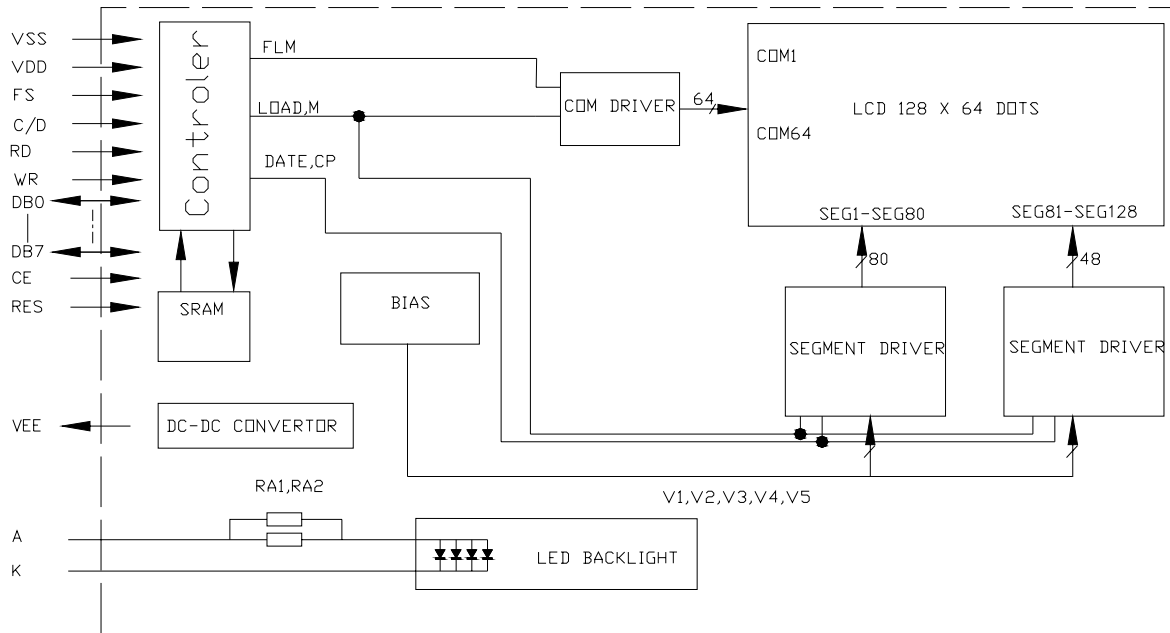 VSS
VDD
FS
C/D
RD
WR
DB0
DB7
CE
RES
VEE
A
K
Controler
FLM
LOAD,M
DATE,CP
SRAM
BIAS
DC-DC CONVERTOR
RA1,RA2
LED BACKLIGHT
COM DRIVER
64
COM1
LCD 128 X 64 DOTS
COM64
SEG1-SEG80
SEG81-SEG128
80
48
SEGMENT DRIVER
SEGMENT DRIVER
V1,V2,V3,V4,V5